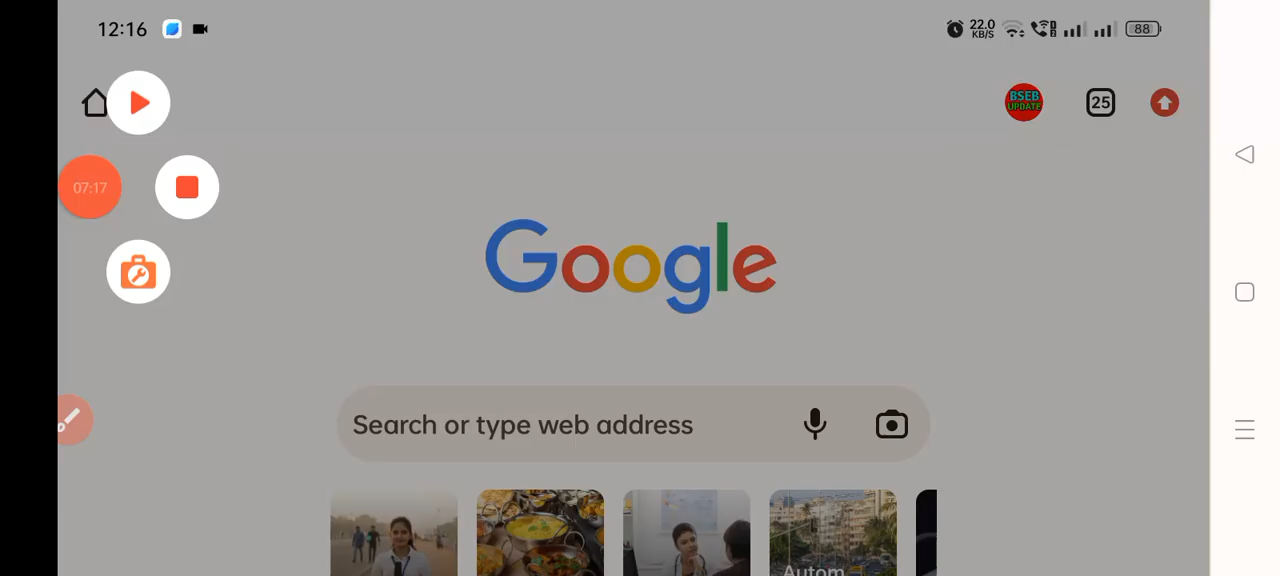 12:16 22.0 KB/S 88
BSEB UPDATE 25
07:17
Google
Search or type web address
Autom